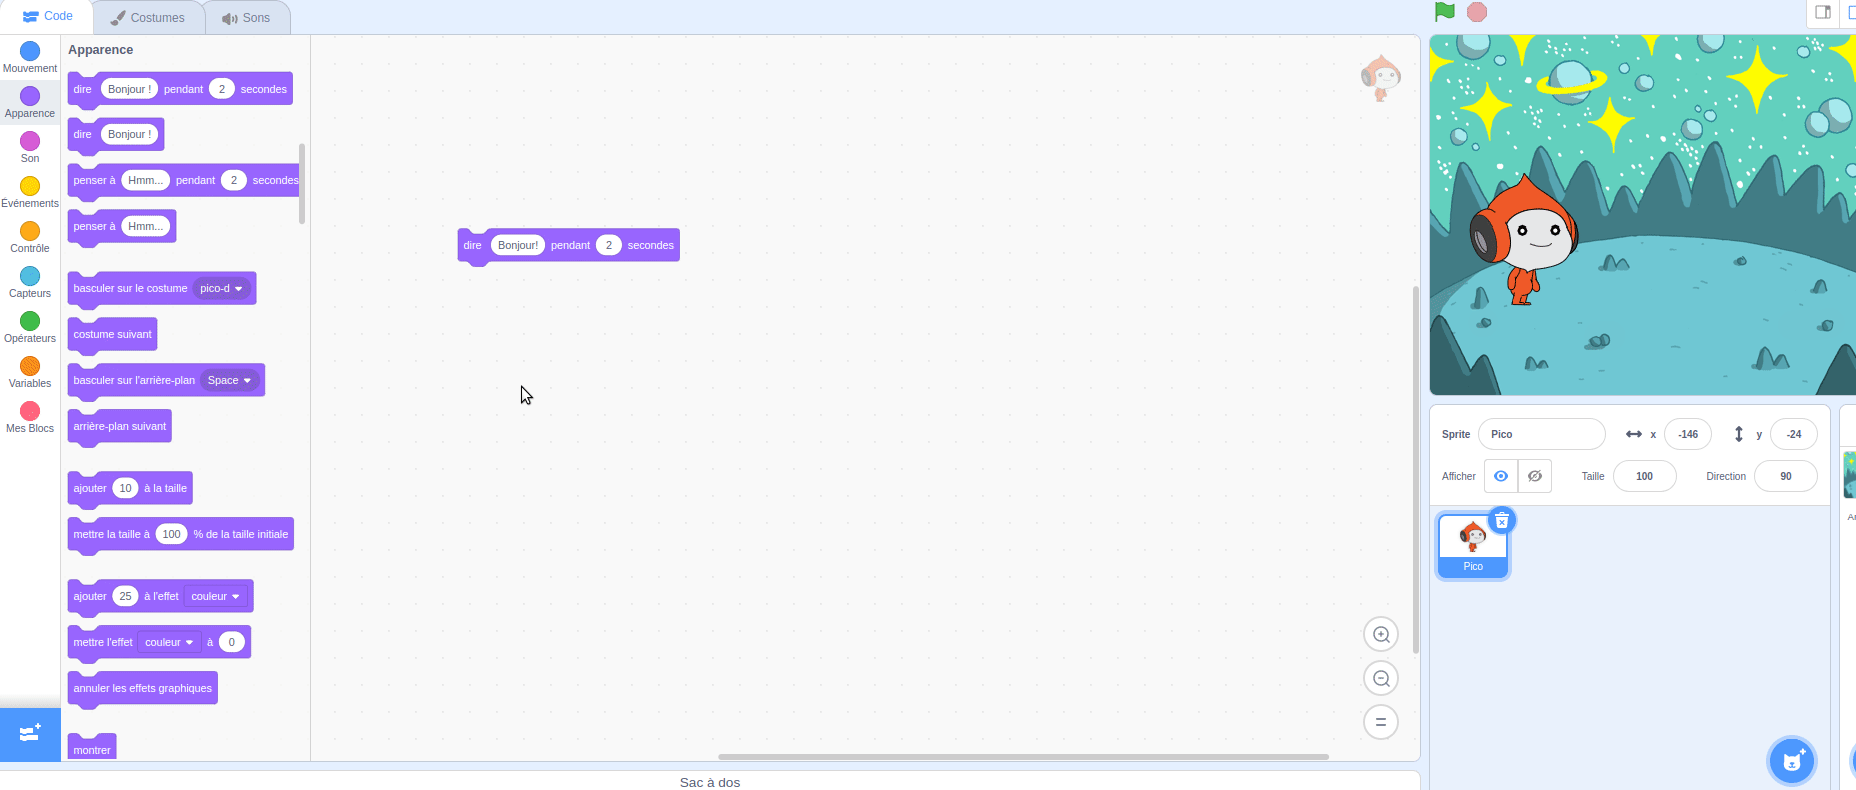 Code
Costumes
Sons
Mouvement
Apparence
Son
Événements
Contrôle
Capteurs
Opérateurs
Variables
Mes Blocs
Apparence
dire Bonjour ! pendant 2 secondes
dire Bonjour !
penser à Hmm... pendant 2 secondes
penser à Hmm...
basculer sur le costume pico-d
costume suivant
basculer sur l'arrière-plan Space
arrière-plan suivant
ajouter 10 à la taille
mettre la taille à 100 % de la taille initiale
ajouter 25 à l'effet couleur
mettre l'effet couleur à 0
annuler les effets graphiques
montrer
dire Bonjour! pendant 2 secondes
Sac à dos
Sprite Pico x -146 y -24
Afficher Taille 100 Direction 90
Pico